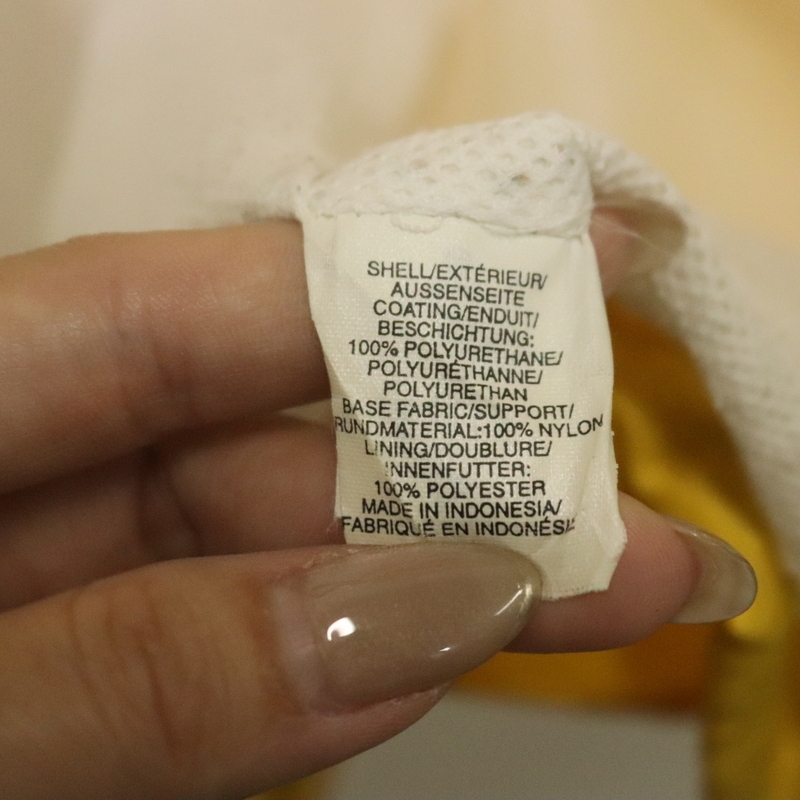 SHELL/EXTÉRIEUR/
AUSSENSEITE
COATING/ENDUIT/
BESCHICHTUNG:
100% POLYURETHANE/
POLYURÉTHANNE/
POLYURETHAN
BASE FABRIC/SUPPORT/
RUNDMATERIAL:100% NYLON
LINING/DOUBLURE/
INNENFUTTER:
100% POLYESTER
MADE IN INDONESIA/
FABRIQUÉ EN INDONÉSI